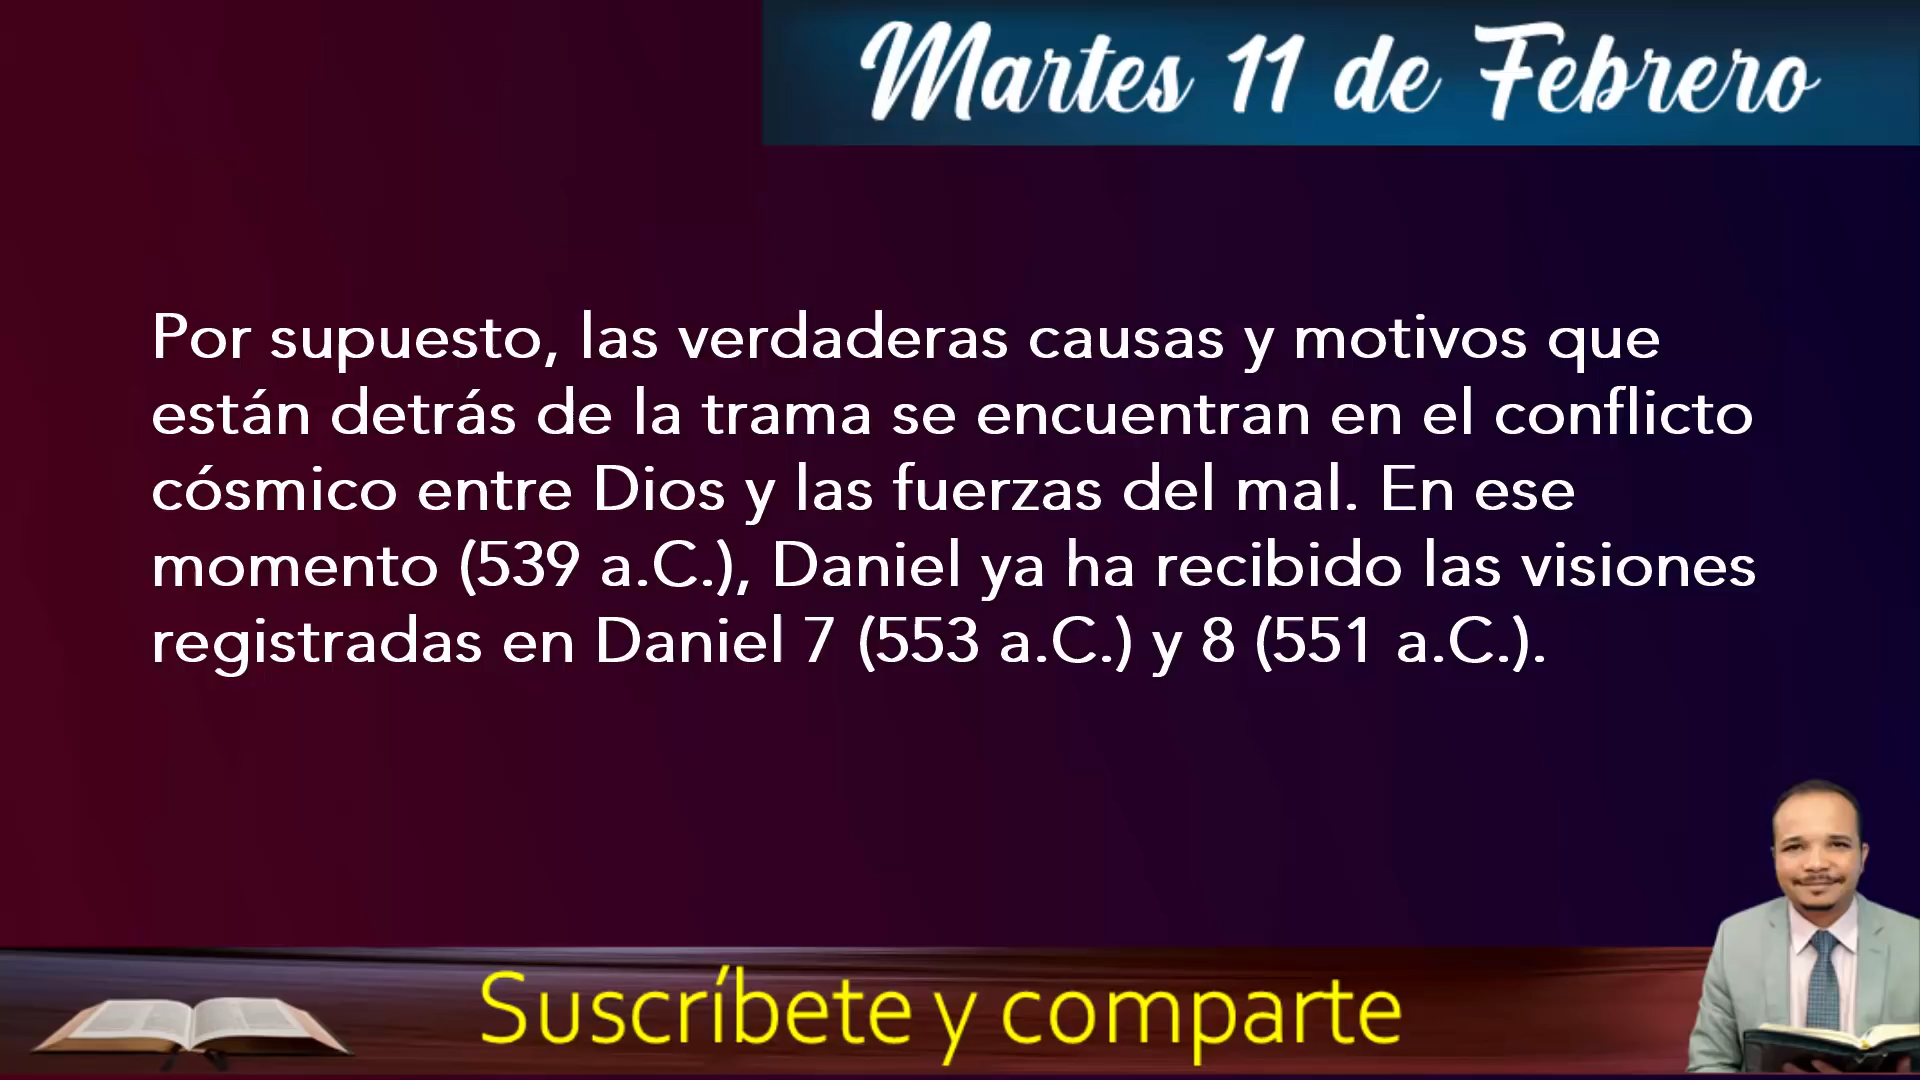 Martes 11 de Febrero
Por supuesto, las verdaderas causas y motivos que
están detrás de la trama se encuentran en el conflicto
cósmico entre Dios y las fuerzas del mal. En ese
momento (539 a.C.), Daniel ya ha recibido las visiones
registradas en Daniel 7 (553 a.C.) y 8 (551 a.C.).
Suscríbete y comparte